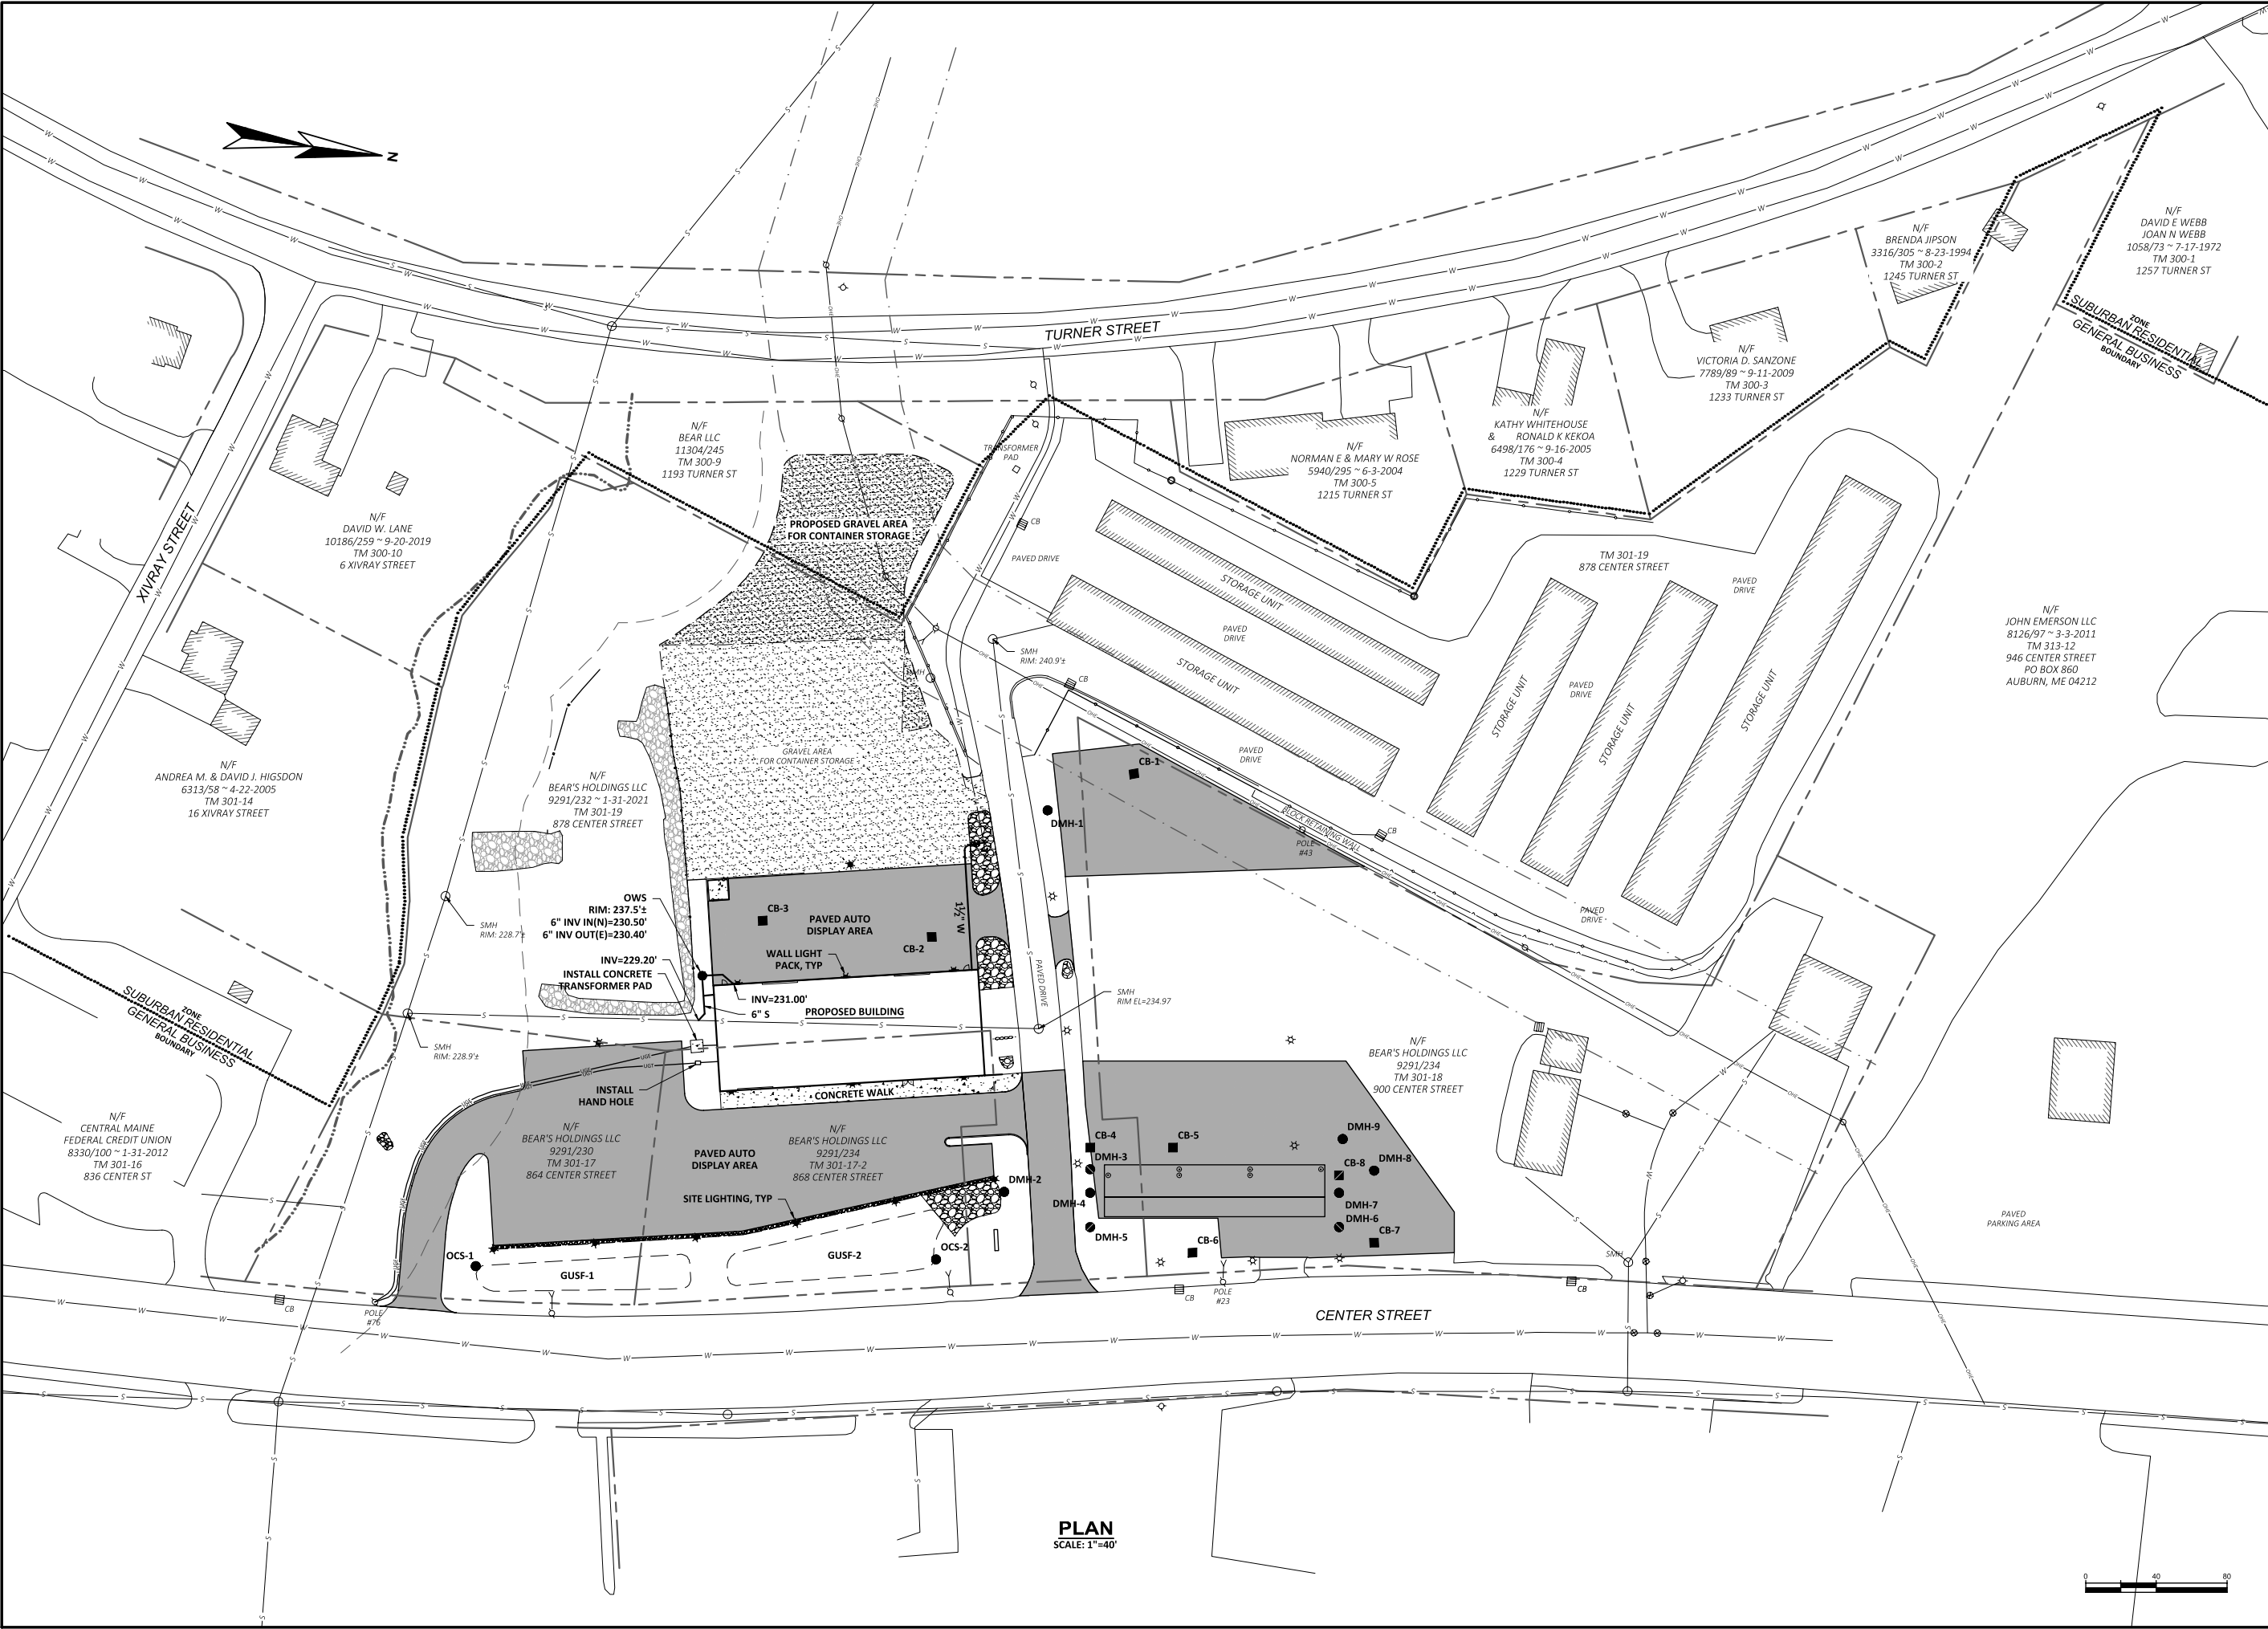 N
TURNER STREET
N/F
DAVID E WEBB
JOAN N WEBB
1058/73 ~ 7-17-1972
TM 300-1
1257 TURNER ST
N/F
BRENDA JIPSON
3316/305 ~ 8-23-1994
TM 300-2
1245 TURNER ST
ZONE
SUBURBAN RESIDENTIAL
GENERAL BUSINESS
BOUNDARY
N/F
VICTORIA D. SANZONE
7789/89 ~ 9-11-2009
TM 300-3
1233 TURNER ST
N/F
KATHY WHITEHOUSE
& RONALD K KEKOA
6498/176 ~ 9-16-2005
TM 300-4
1229 TURNER ST
N/F
NORMAN E & MARY W ROSE
5940/295 ~ 6-3-2004
TM 300-5
1215 TURNER ST
N/F
BEAR LLC
11304/245
TM 300-9
1193 TURNER ST
TRANSFORMER
PAD
XIVRAY STREET
N/F
DAVID W. LANE
10186/259 ~ 9-20-2019
TM 300-10
6 XIVRAY STREET
PROPOSED GRAVEL AREA
FOR CONTAINER STORAGE
CB
PAVED DRIVE
TM 301-19
878 CENTER STREET
PAVED
DRIVE
STORAGE UNIT
PAVED
DRIVE
STORAGE UNIT
STORAGE UNIT
PAVED
DRIVE
STORAGE UNIT
STORAGE UNIT
N/F
JOHN EMERSON LLC
8126/97 ~ 3-3-2011
TM 313-12
946 CENTER STREET
PO BOX 860
AUBURN, ME 04212
SMH
RIM: 240.9'±
SMH
CB
PAVED
DRIVE
N/F
ANDREA M. & DAVID J. HIGSDON
6313/58 ~ 4-22-2005
TM 301-14
16 XIVRAY STREET
N/F
BEAR'S HOLDINGS LLC
9291/232 ~ 1-31-2021
TM 301-19
878 CENTER STREET
GRAVEL AREA
FOR CONTAINER STORAGE
CB-1
DMH-1
BLOCK RETAINING WALL
POLE
#43
CB
PAVED
DRIVE
OWS
RIM: 237.5'±
6" INV IN(N)=230.50'
6" INV OUT(E)=230.40'
CB-3
PAVED AUTO
DISPLAY AREA
CB-2
1½" W
WALL LIGHT
PACK, TYP
INV=229.20'
INSTALL CONCRETE
TRANSFORMER PAD
INV=231.00'
6" S
PROPOSED BUILDING
PAVED DRIVE
SMH
RIM EL=234.97
SMH
RIM: 228.7'±
SMH
RIM: 228.9'±
ZONE
SUBURBAN RESIDENTIAL
GENERAL BUSINESS
BOUNDARY
INSTALL
HAND HOLE
CONCRETE WALK
N/F
BEAR'S HOLDINGS LLC
9291/234
TM 301-18
900 CENTER STREET
N/F
CENTRAL MAINE
FEDERAL CREDIT UNION
8330/100 ~ 1-31-2012
TM 301-16
836 CENTER ST
N/F
BEAR'S HOLDINGS LLC
9291/230
TM 301-17
864 CENTER STREET
PAVED AUTO
DISPLAY AREA
N/F
BEAR'S HOLDINGS LLC
9291/234
TM 301-17-2
868 CENTER STREET
SITE LIGHTING, TYP
DMH-2
CB-4
CB-5
DMH-3
DMH-4
DMH-5
CB-6
DMH-9
CB-8
DMH-8
DMH-7
DMH-6
CB-7
OCS-1
GUSF-1
GUSF-2
OCS-2
SMH
PAVED
PARKING AREA
CB
POLE
#76
CB
POLE
#23
CB
CENTER STREET
PLAN
SCALE: 1"=40'
0 40 80